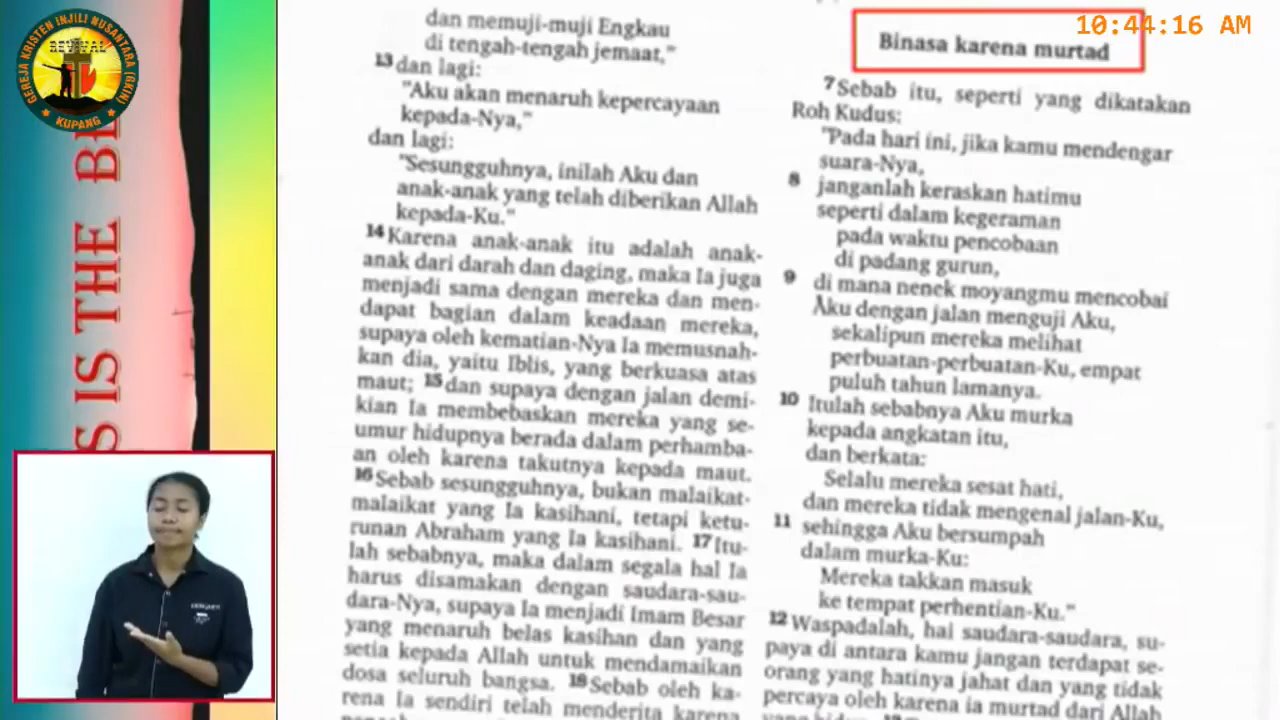 GEREJA KRISTEN INJILI NUSANTARA (GKIN)
REVIVAL
KUPANG
S IS THE
10:44:16 AM
dan memuji-muji Engkau
di tengah-tengah jemaat,"
13 dan lagi:
"Aku akan menaruh kepercayaan
kepada-Nya,"
dan lagi:
"Sesungguhnya, inilah Aku dan
anak-anak yang telah diberikan Allah
kepada-Ku."
14 Karena anak-anak itu adalah anak-
anak dari darah dan daging, maka Ia juga
menjadi sama dengan mereka dan men-
dapat bagian dalam keadaan mereka,
supaya oleh kematian-Nya Ia memusnah-
kan dia, yaitu Iblis, yang berkuasa atas
maut; 15 dan supaya dengan jalan demi-
kian Ia membebaskan mereka yang se-
umur hidupnya berada dalam perhamba-
an oleh karena takutnya kepada maut.
16 Sebab sesungguhnya, bukan malaikat-
malaikat yang Ia kasihani, tetapi ketu-
runan Abraham yang Ia kasihani. 17 Itu-
lah sebabnya, maka dalam segala hal Ia
harus disamakan dengan saudara-sau-
dara-Nya, supaya Ia menjadi Imam Besar
yang menaruh belas kasihan dan yang
setia kepada Allah untuk mendamaikan
dosa seluruh bangsa. 18 Sebab oleh ka-
rena Ia sendiri telah menderita karena
Binasa karena murtad
7 Sebab itu, seperti yang dikatakan
Roh Kudus:
"Pada hari ini, jika kamu mendengar
suara-Nya,
8 janganlah keraskan hatimu
seperti dalam kegeraman
pada waktu pencobaan
di padang gurun,
9 di mana nenek moyangmu mencobai
Aku dengan jalan menguji Aku,
sekalipun mereka melihat
perbuatan-perbuatan-Ku, empat
puluh tahun lamanya.
10 Itulah sebabnya Aku murka
kepada angkatan itu,
dan berkata:
Selalu mereka sesat hati,
dan mereka tidak mengenal jalan-Ku,
11 sehingga Aku bersumpah
dalam murka-Ku:
Mereka takkan masuk
ke tempat perhentian-Ku."
12 Waspadalah, hai saudara-saudara, su-
paya di antara kamu jangan terdapat se-
orang yang hatinya jahat dan yang tidak
percaya oleh karena ia murtad dari Allah